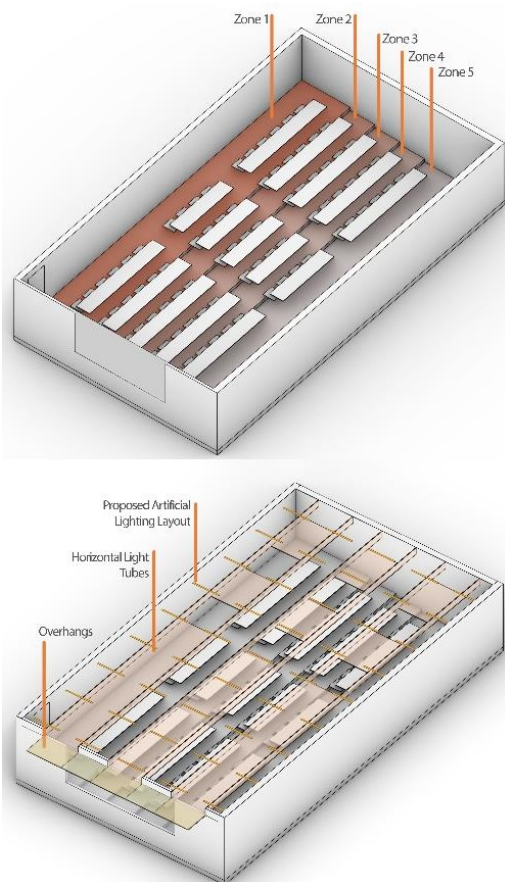 Zone 1
Zone 2
Zone 3
Zone 4
Zone 5
Proposed Artificial
Lighting Layout
Horizontal Light
Tubes
Overhangs